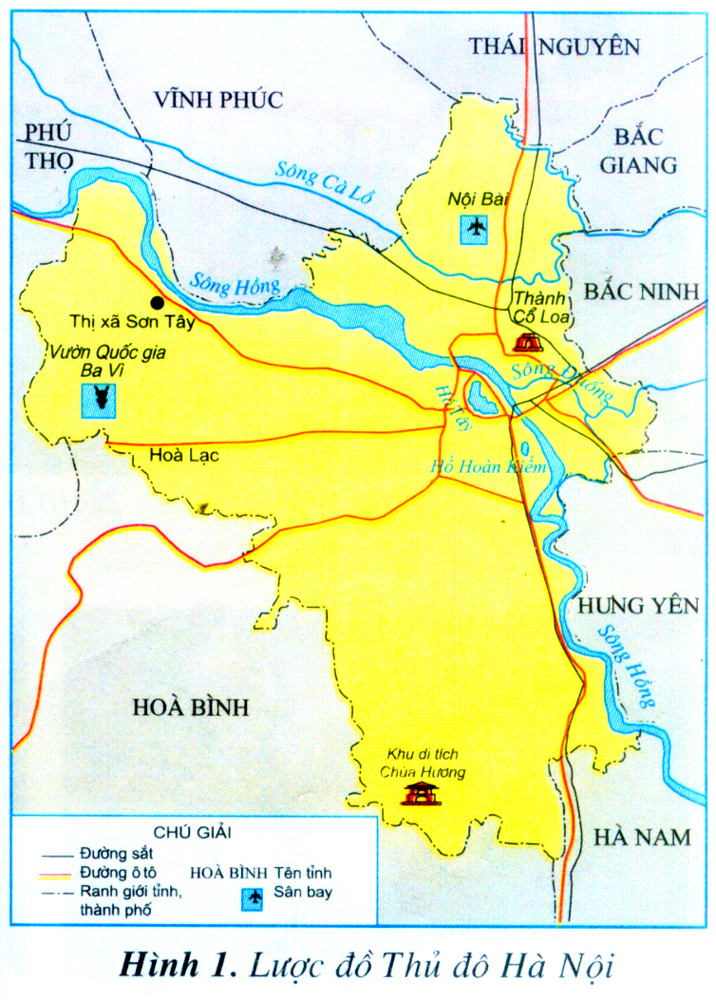 THÁI NGUYÊN
VĨNH PHÚC
PHÚ
THỌ
BẮC
GIANG
Sông Cà Lồ
Nội Bài
Sông Hồng
BẮC NINH
Thành
Cổ Loa
Thị xã Sơn Tây
Vườn Quốc gia
Ba Vì
Sông Đuống
Hồ Tây
Hoà Lạc
Hồ Hoàn Kiếm
HƯNG YÊN
Sông Hồng
HOÀ BÌNH
Khu di tích
Chùa Hương
HÀ NAM
CHÚ GIẢI
Đường sắt
Đường ô tô
Ranh giới tỉnh,
thành phố
HOÀ BÌNH Tên tỉnh
Sân bay
Hình 1. Lược đồ Thủ đô Hà Nội